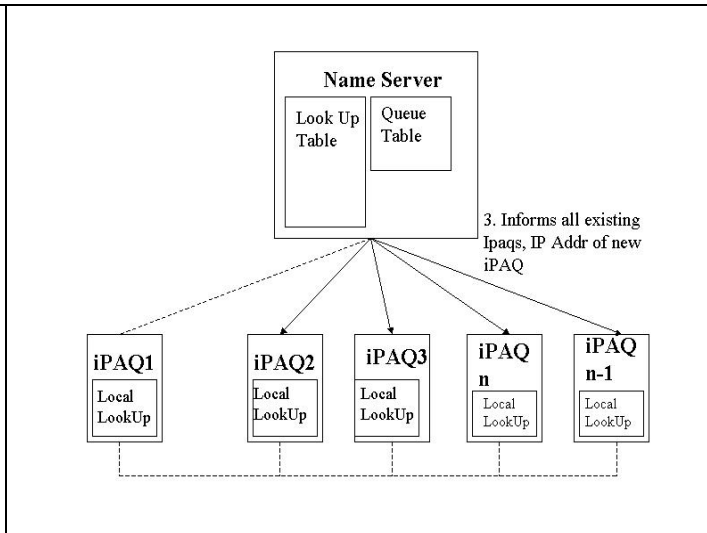 Name Server
Look Up
Table
Queue
Table
3. Informs all existing
Ipaqs, IP Addr of new
iPAQ
iPAQ1
Local
LookUp
iPAQ2
Local
LookUp
iPAQ3
Local
LookUp
iPAQ
n
Local
LookUp
iPAQ
n-1
Local
LookUp